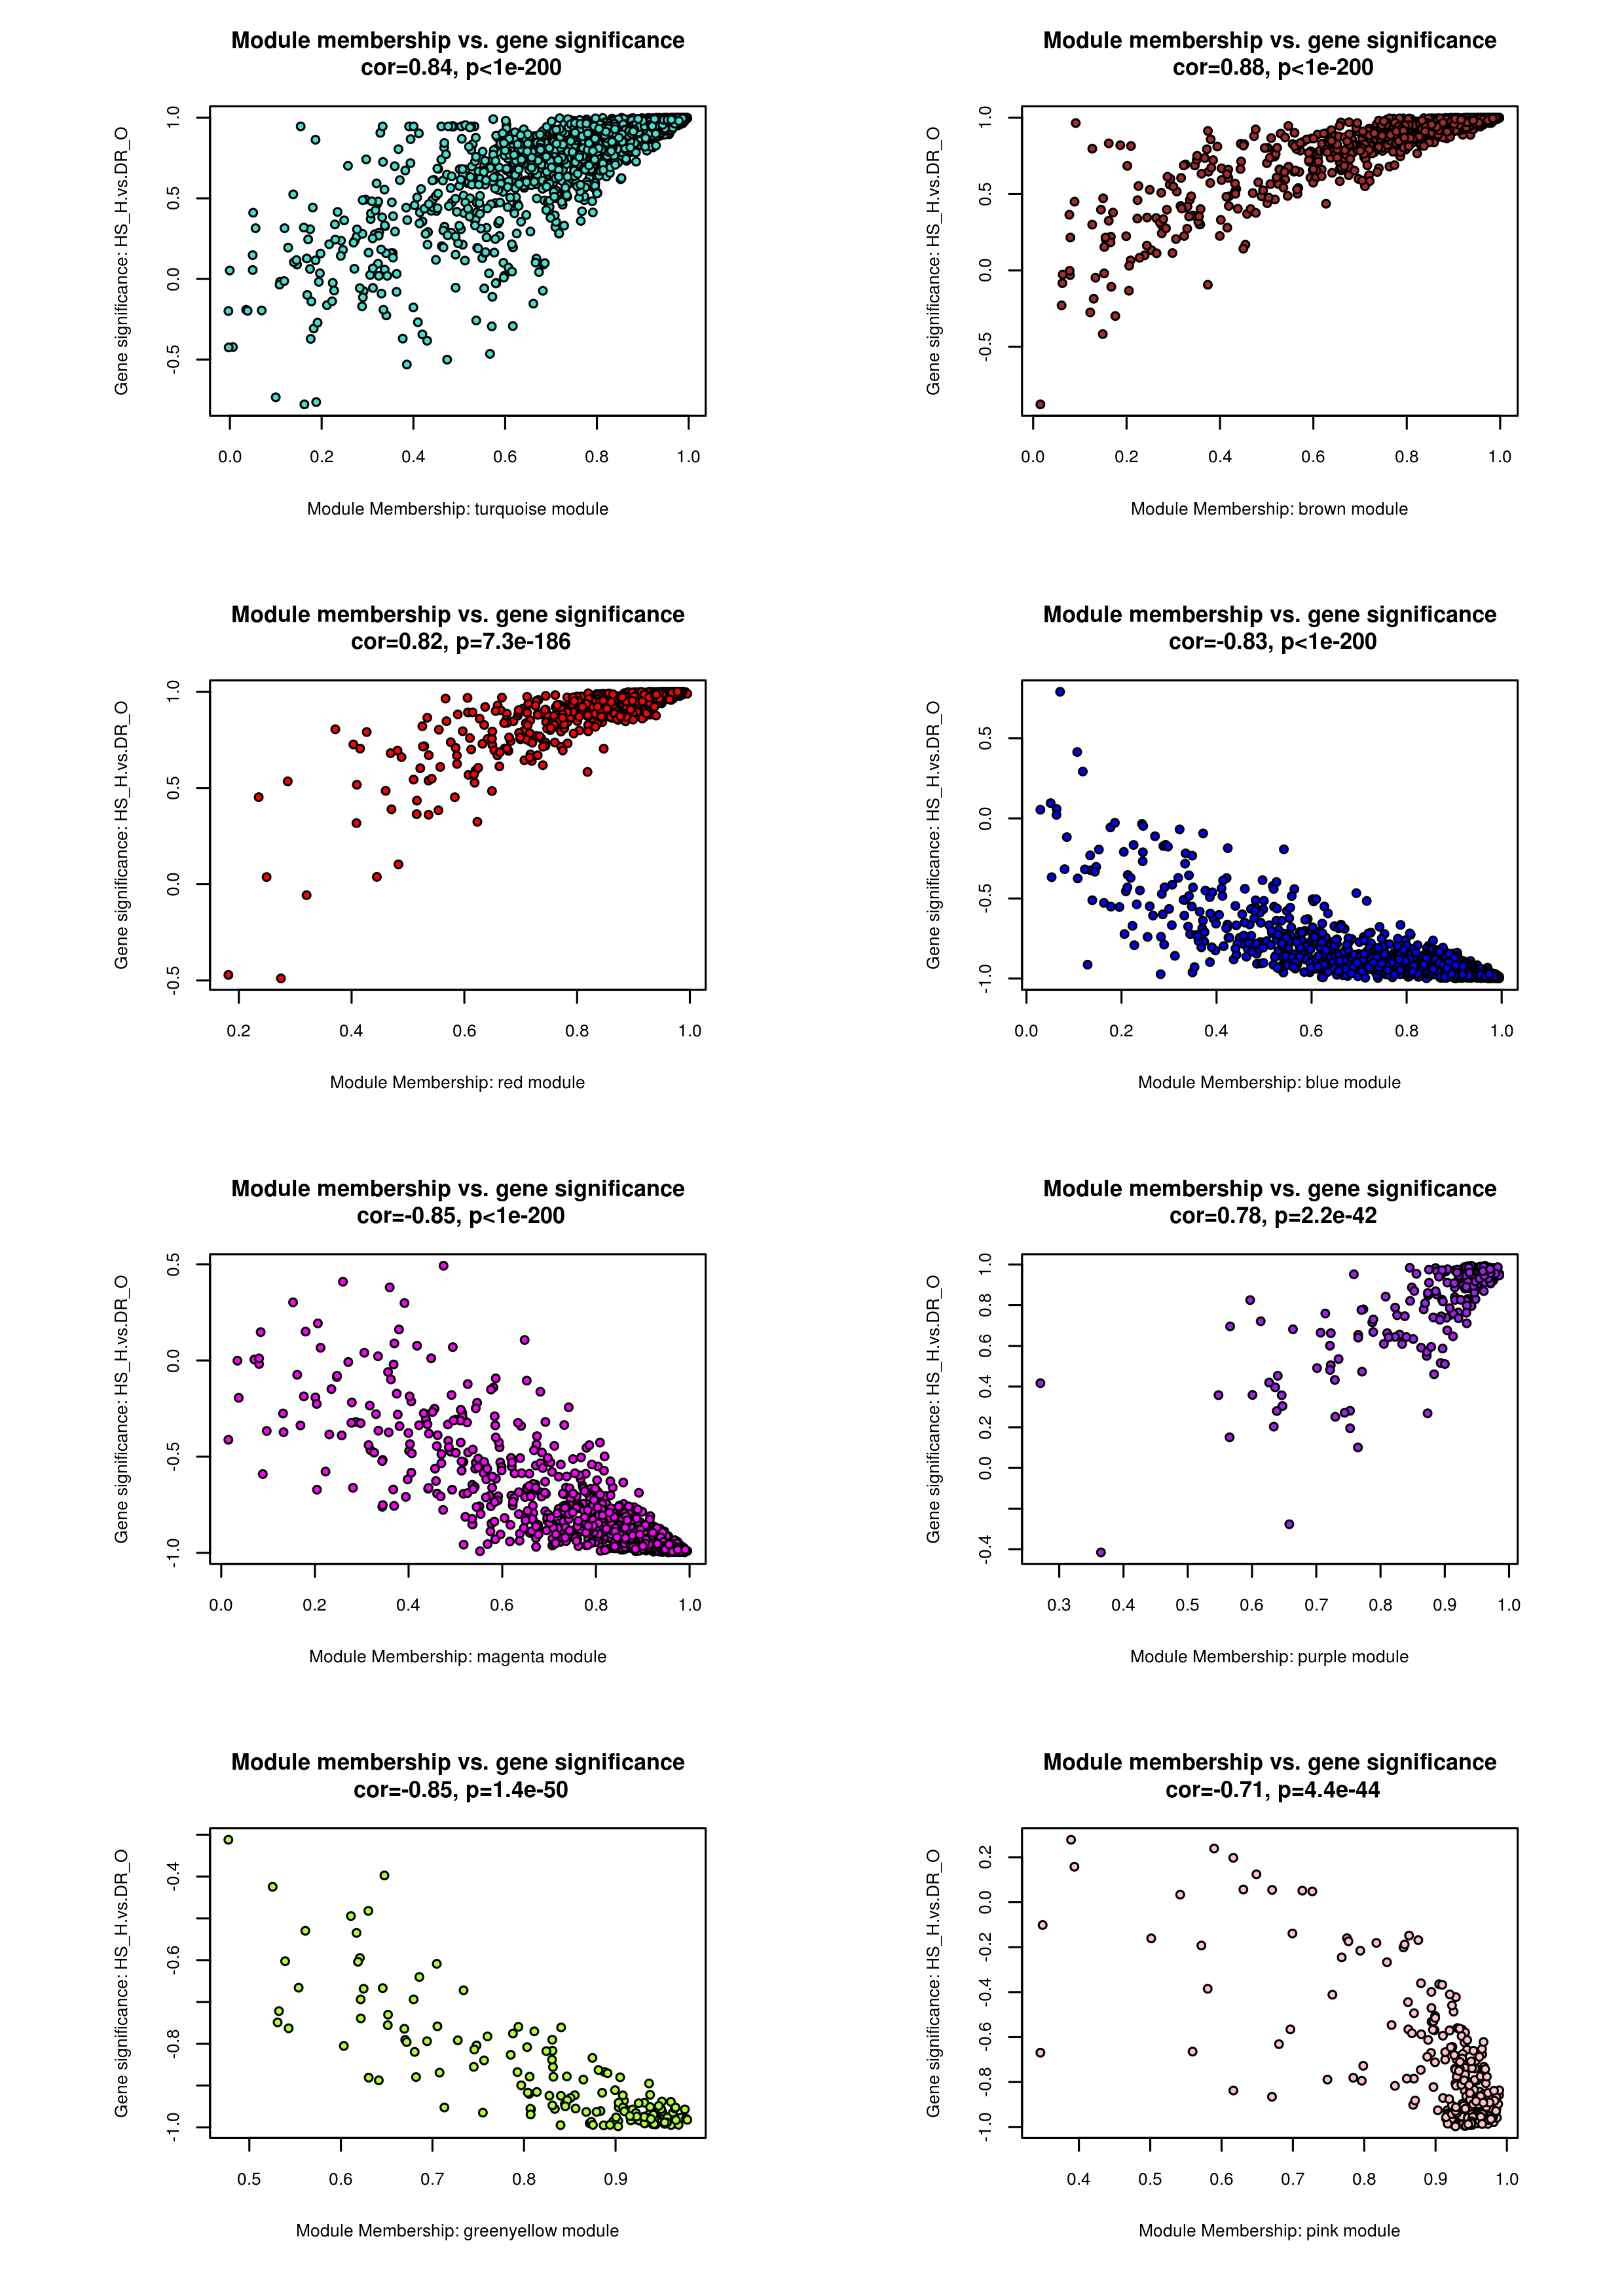 Module membership vs. gene significance
cor=0.84, p<1e-200
Gene significance: HS_H.vs.DR_O
1.0
0.5
0.0
-0.5
0.0 0.2 0.4 0.6 0.8 1.0
Module Membership: turquoise module
Module membership vs. gene significance
cor=0.88, p<1e-200
Gene significance: HS_H.vs.DR_O
1.0
0.5
0.0
-0.5
0.0 0.2 0.4 0.6 0.8 1.0
Module Membership: brown module
Module membership vs. gene significance
cor=0.82, p=7.3e-186
Gene significance: HS_H.vs.DR_O
1.0
0.5
0.0
-0.5
0.2 0.4 0.6 0.8 1.0
Module Membership: red module
Module membership vs. gene significance
cor=-0.83, p<1e-200
Gene significance: HS_H.vs.DR_O
0.5
0.0
-0.5
-1.0
0.0 0.2 0.4 0.6 0.8 1.0
Module Membership: blue module
Module membership vs. gene significance
cor=-0.85, p<1e-200
Gene significance: HS_H.vs.DR_O
0.5
0.0
-0.5
-1.0
0.0 0.2 0.4 0.6 0.8 1.0
Module Membership: magenta module
Module membership vs. gene significance
cor=0.78, p=2.2e-42
Gene significance: HS_H.vs.DR_O
1.0
0.8
0.6
0.4
0.2
0.0
-0.4
0.3 0.4 0.5 0.6 0.7 0.8 0.9 1.0
Module Membership: purple module
Module membership vs. gene significance
cor=-0.85, p=1.4e-50
Gene significance: HS_H.vs.DR_O
-0.4
-0.6
-0.8
-1.0
0.5 0.6 0.7 0.8 0.9
Module Membership: greenyellow module
Module membership vs. gene significance
cor=-0.71, p=4.4e-44
Gene significance: HS_H.vs.DR_O
0.2
0.0
-0.2
-0.4
-0.6
-0.8
-1.0
0.4 0.5 0.6 0.7 0.8 0.9 1.0
Module Membership: pink module